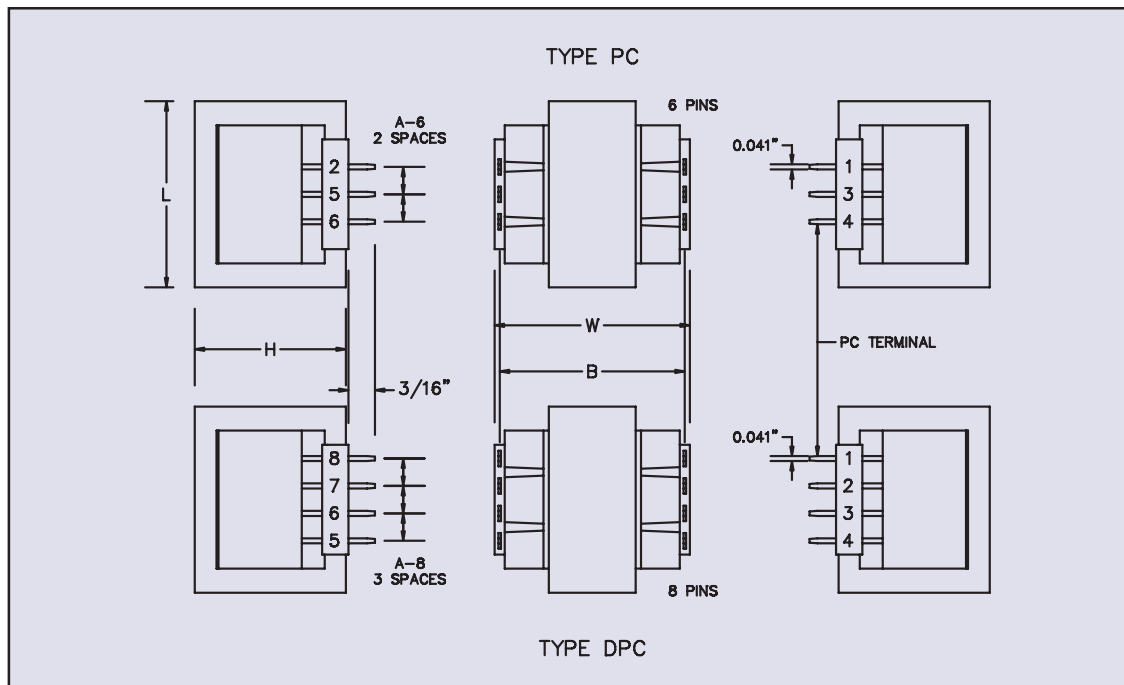 TYPE PC
6 PINS
A-6
2 SPACES
0.041"
2
5
6
1
3
4
L
W
H
B
PC TERMINAL
3/16"
0.041"
8
7
6
5
1
2
3
4
A-8
3 SPACES
8 PINS
TYPE DPC